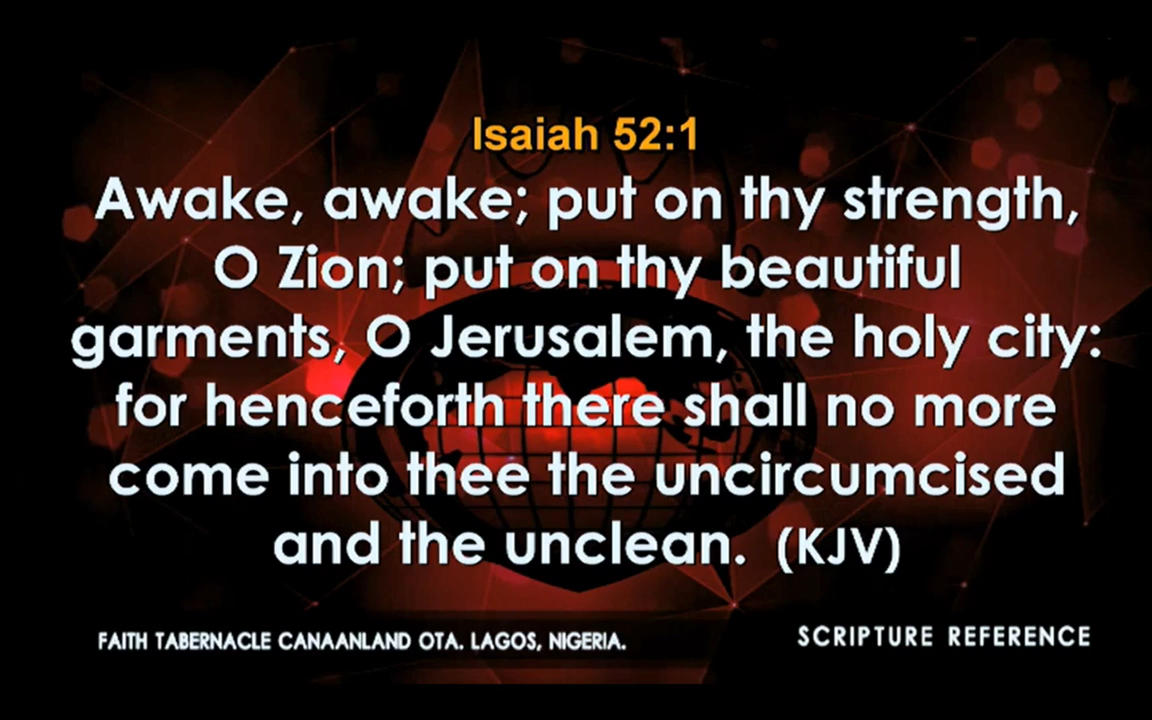 Isaiah 52:1
Awake, awake; put on thy strength,
O Zion; put on thy beautiful
garments, O Jerusalem, the holy city:
for henceforth there shall no more
come into thee the uncircumcised
and the unclean. (KJV)
FAITH TABERNACLE CANAANLAND OTA. LAGOS, NIGERIA.
SCRIPTURE REFERENCE